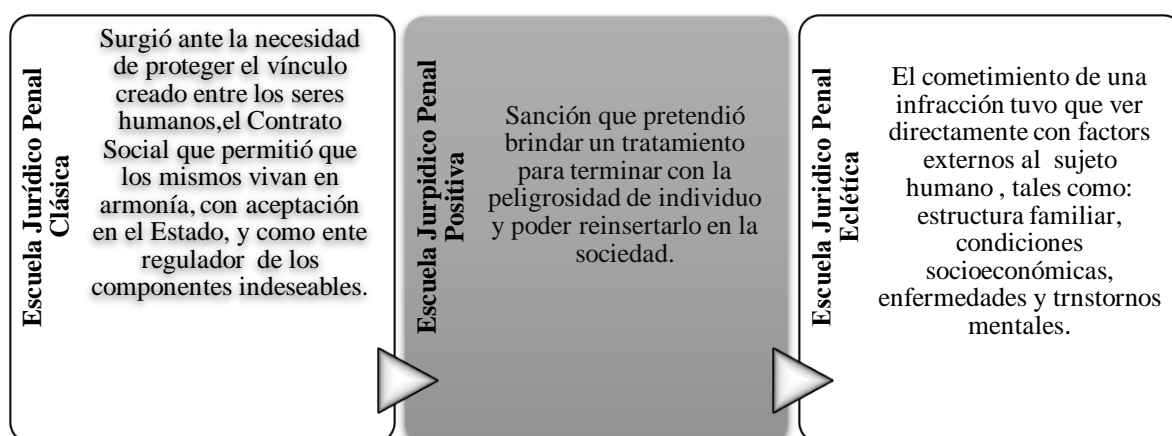 Escuela Jurídico Penal
Clásica
Surgió ante la necesidad
de proteger el vínculo
creado entre los seres
humanos,el Contrato
Social que permitió que
los mismos vivan en
armonía, con aceptación
en el Estado, y como ente
regulador de los
componentes indeseables.
Escuela Jurpidico Penal
Positiva
Sanción que pretendió
brindar un tratamiento
para terminar con la
peligrosidad de individuo
y poder reinsertarlo en la
sociedad.
Escuela Juridico Penal
Eclética
El cometimiento de una
infracción tuvo que ver
directamente con factors
externos al sujeto
humano , tales como:
estructura familiar,
condiciones
socioeconómicas,
enfermedades y trnstornos
mentales.